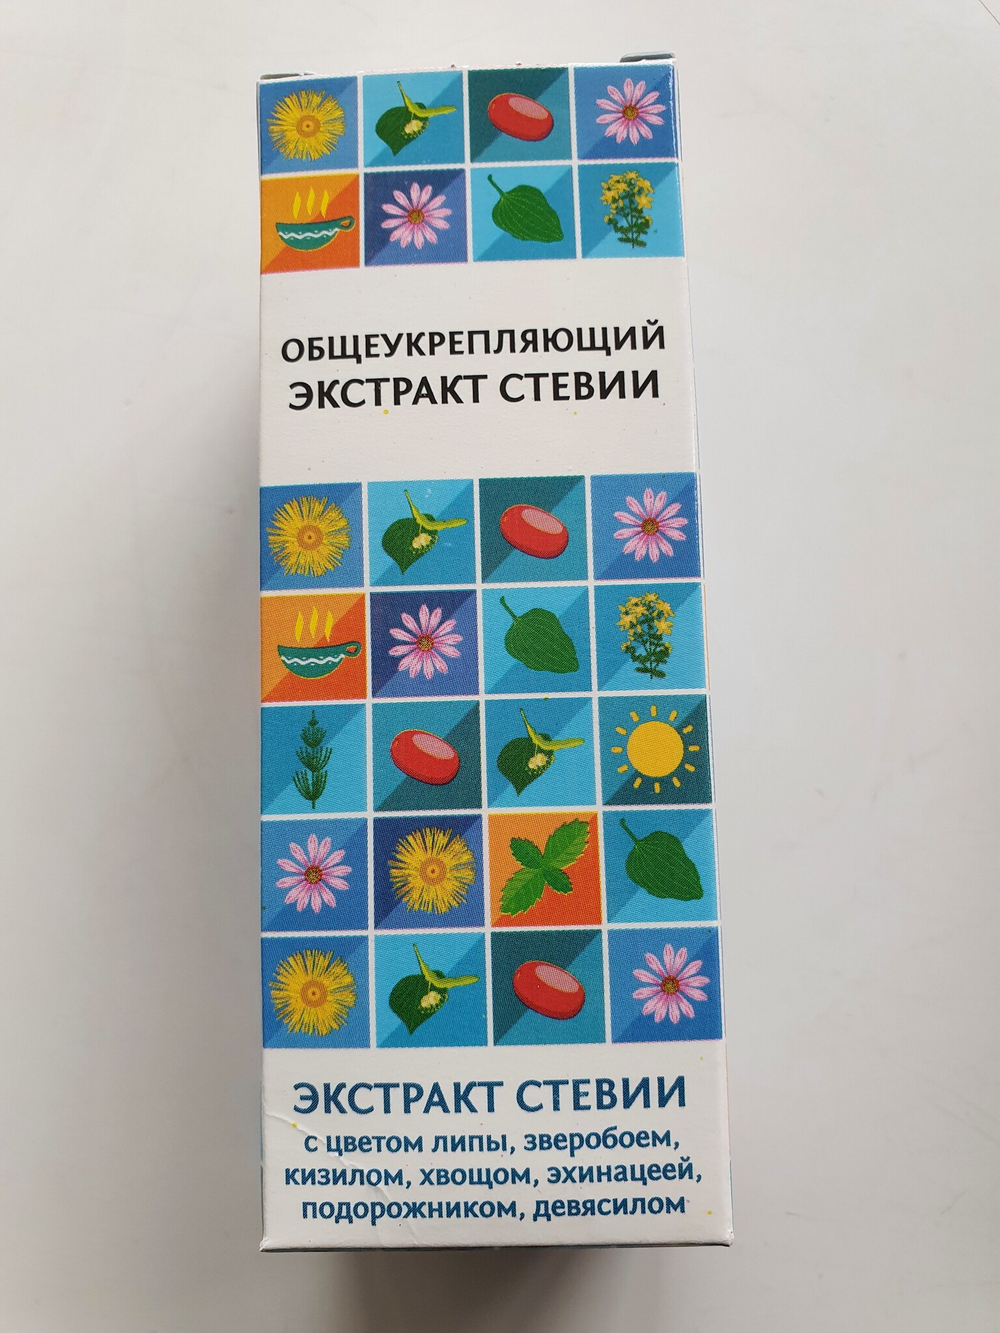 ОБЩЕУКРЕПЛЯЮЩИЙ
ЭКСТРАКТ СТЕВИИ
ЭКСТРАКТ СТЕВИИ
с цветом липы, зверобоем,
кизилом, хвощом, эхинацеей,
подорожником, девясилом